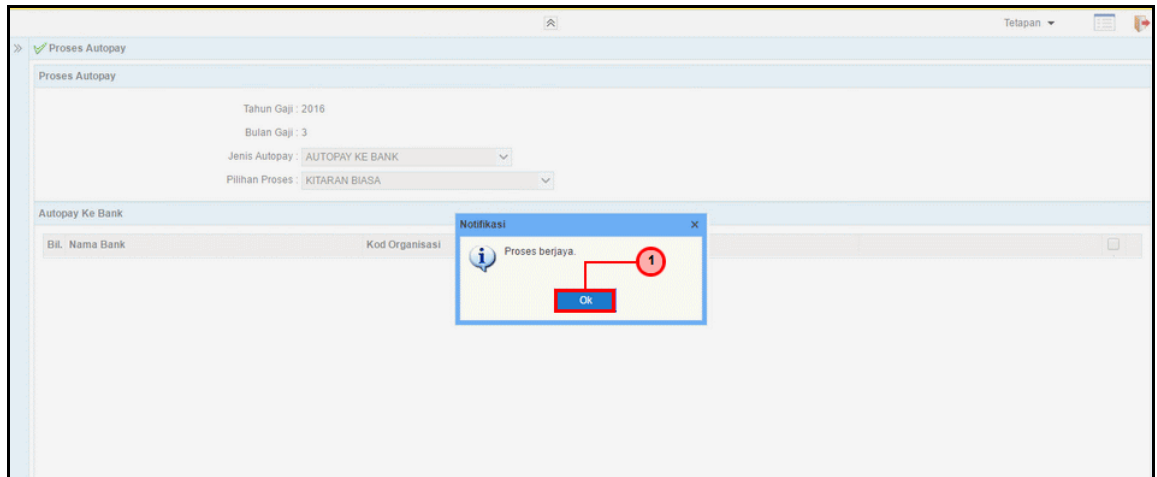 Tetapan
Proses Autopay
Proses Autopay
Tahun Gaji : 2016
Bulan Gaji : 3
Jenis Autopay : AUTOPAY KE BANK
Pilihan Proses : KITARAN BIASA
Autopay Ke Bank
Bil. Nama Bank Kod Organisasi
Notifikasi x
Proses berjaya.
1
Ok